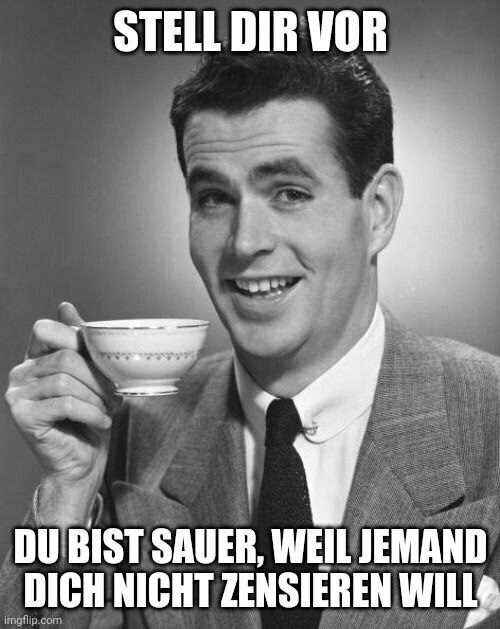 STELL DIR VOR
DU BIST SAUER, WEIL JEMAND
DICH NICHT ZENSIEREN WILL
imgflip.com